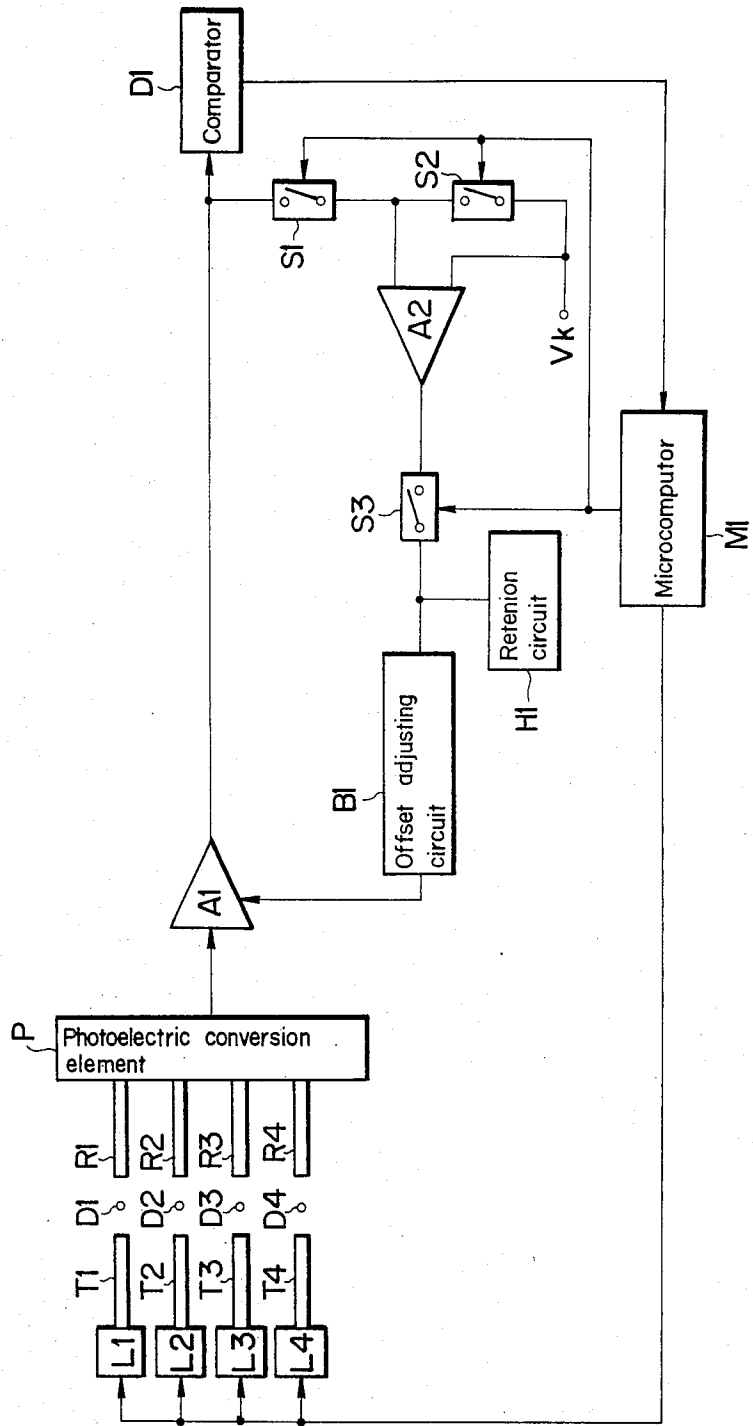 L1
L2
L3
L4
T1
T2
T3
T4
D1
D2
D3
D4
R1
R2
R3
R4
P
Photoelectric conversion
element
A1
B1
Offset adjusting
circuit
H1
Retenion
circuit
S3
A2
S1
S2
Vk
D1
Comparator
Microcomputor
M1